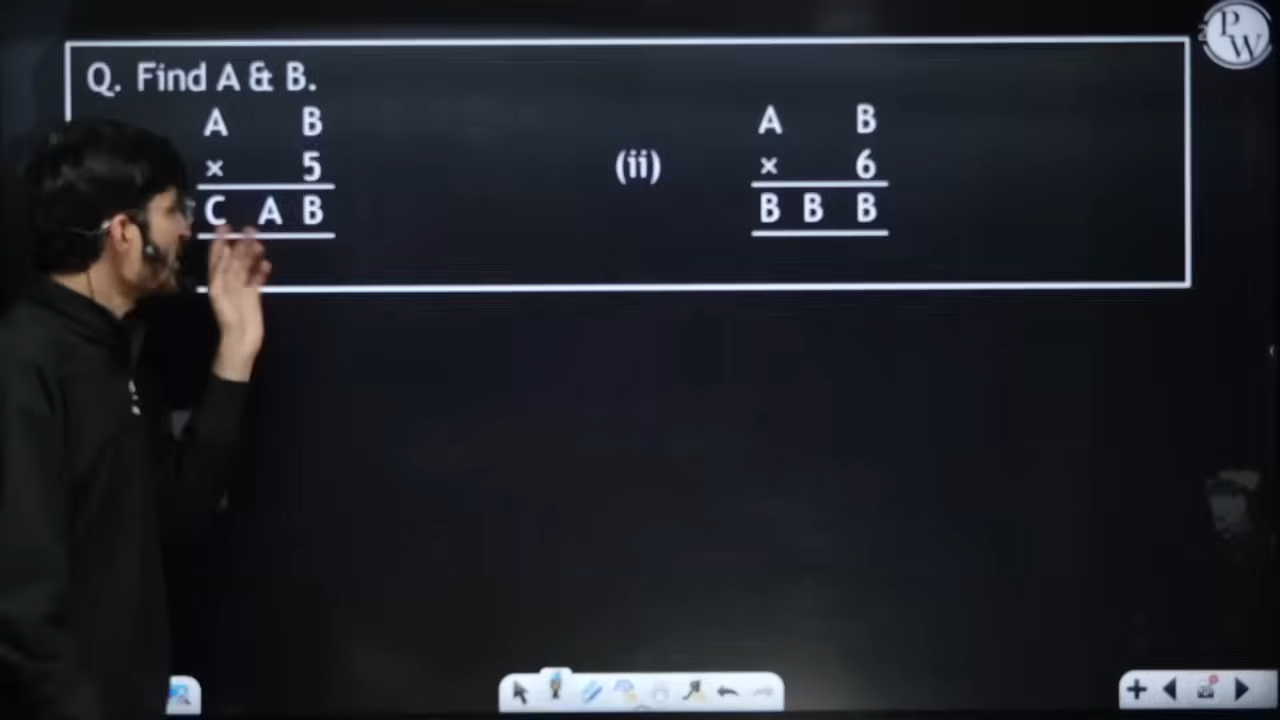 Q. Find A & B.
A B
× 5
C A B
(ii)
A B
× 6
B B B
PW